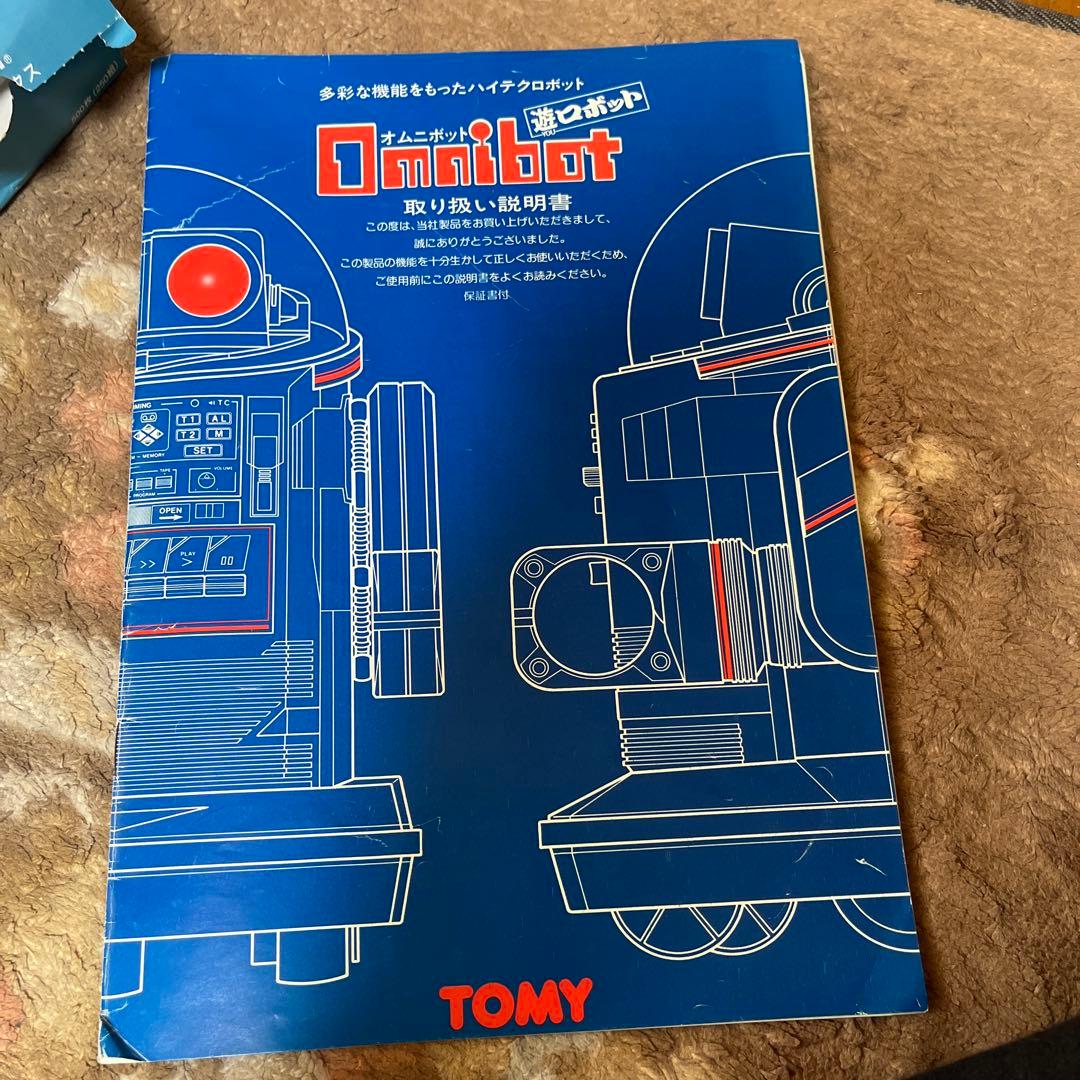 多彩な機能をもったハイテクロボット
遊ロボット
YOU
オムニボット
Omnibot
取り扱い説明書
この度は、当社製品をお買い上げいただきまして、
誠にありがとうございました。
この製品の機能を十分生かして正しくお使いいただくため、
ご使用前にこの説明書をよくお読みください。
保証書付
TC
T1 AL
T2 M
MEMORY
SET
TAPE
VOLUME
PROGRAM
OPEN
PLAY
>> >
TOMY